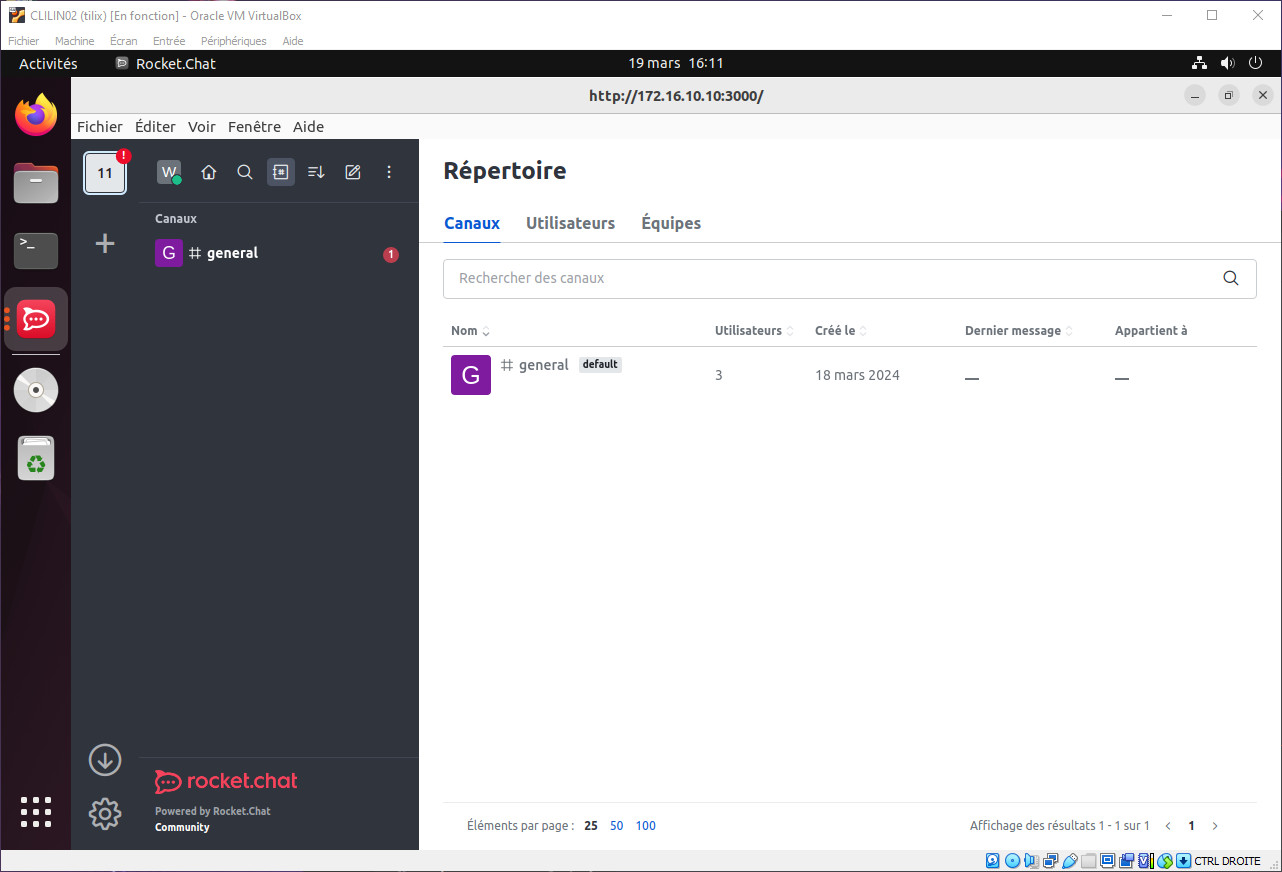 CLILIN02 (tilix) [En fonction] - Oracle VM VirtualBox
Fichier Machine Écran Entrée Périphériques Aide
Activités Rocket.Chat 19 mars 16:11
http://172.16.10.10:3000/
Fichier Éditer Voir Fenêtre Aide
11 ! W
Canaux
G general 1
Répertoire
Canaux Utilisateurs Équipes
Rechercher des canaux
Nom Utilisateurs Créé le Dernier message Appartient à
G general default 3 18 mars 2024 — —
rocket.chat
Powered by Rocket.Chat
Community
Éléments par page : 25 50 100 Affichage des résultats 1 - 1 sur 1 1
CTRL DROITE